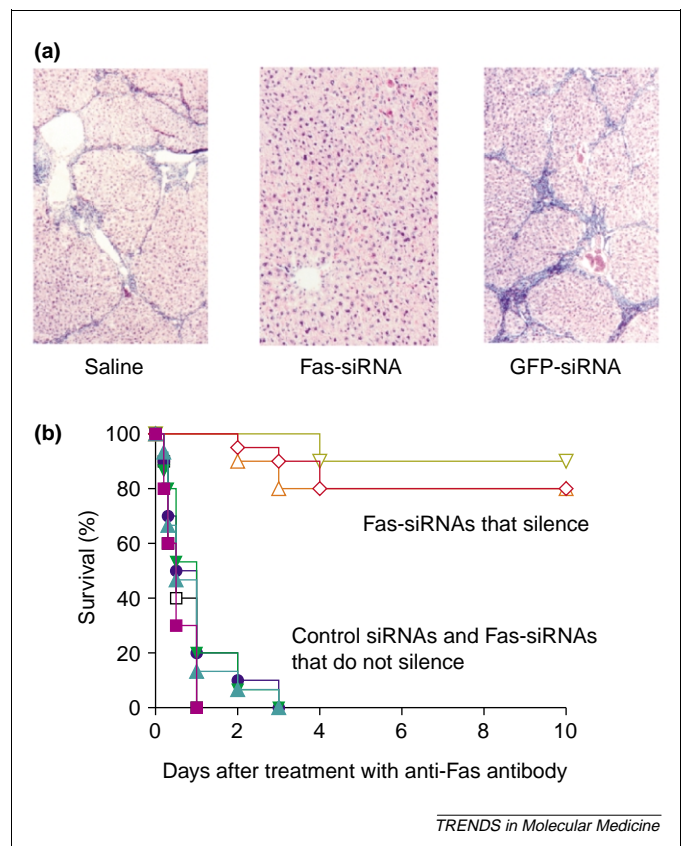 (a)
Saline
Fas-siRNA
GFP-siRNA
(b)
100
80
60
40
20
0
Survival (%)
Fas-siRNAs that silence
Control siRNAs and Fas-siRNAs
that do not silence
0
2
4
6
8
10
Days after treatment with anti-Fas antibody
TRENDS in Molecular Medicine